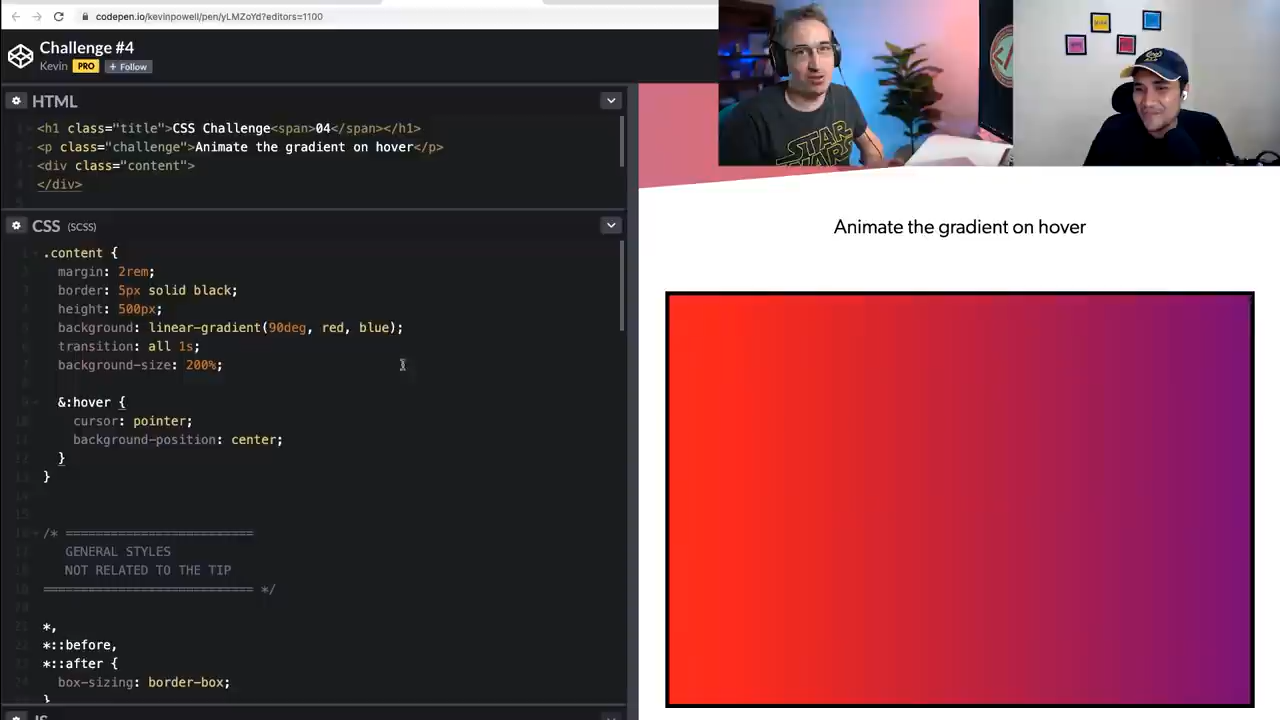 codepen.io/kevinpowell/pen/yLMZoYd?editors=1100
Challenge #4
Kevin PRO + Follow
HTML
<h1 class="title">CSS Challenge<span>04</span></h1>
<p class="challenge">Animate the gradient on hover</p>
<div class="content">
</div>
CSS (SCSS)
.content {
margin: 2rem;
border: 5px solid black;
height: 500px;
background: linear-gradient(90deg, red, blue);
transition: all 1s;
background-size: 200%;
&:hover {
cursor: pointer;
background-position: center;
}
}
/* =========================
GENERAL STYLES
NOT RELATED TO THE TIP
============================ */
*,
*::before,
*::after {
box-sizing: border-box;
}
STAR
WARS
Animate the gradient on hover